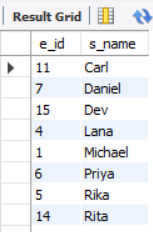 Result Grid
e_id s_name
11 Carl
7 Daniel
15 Dev
4 Lana
1 Michael
6 Priya
5 Rika
14 Rita